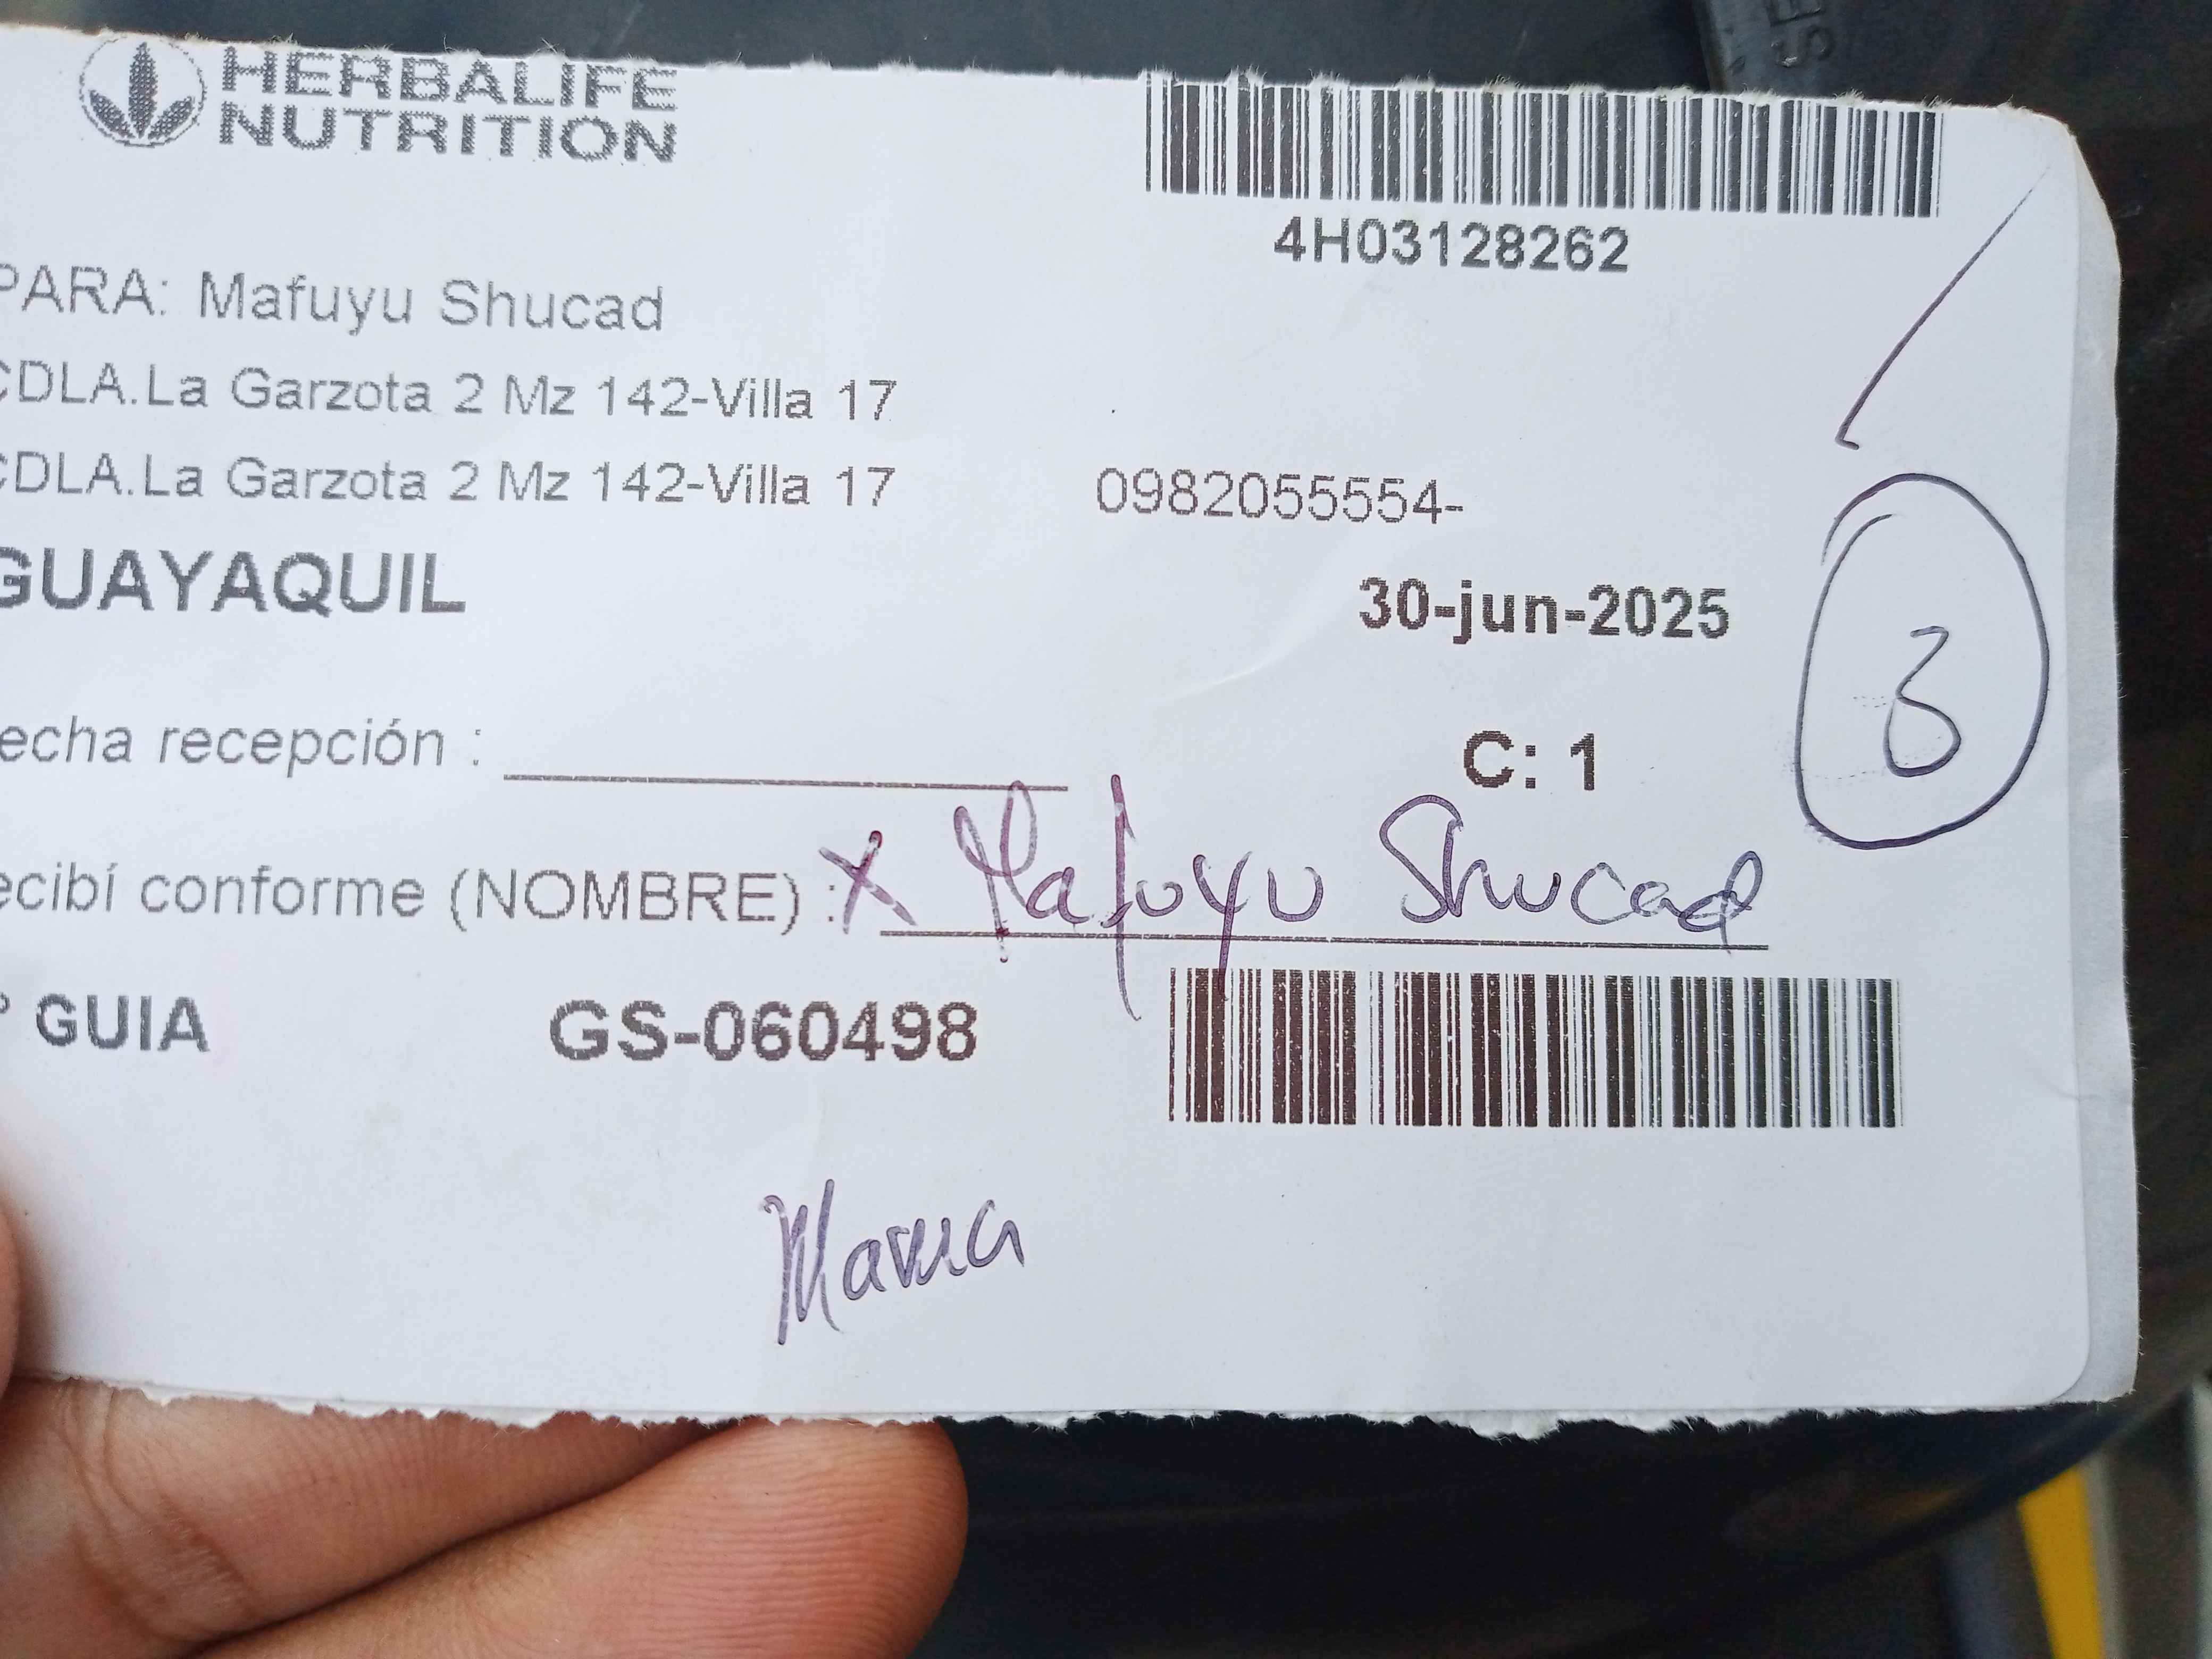 HERBALIFE
NUTRITION
4H03128262
PARA: Mafuyu Shucad
CDLA.La Garzota 2 Mz 142-Villa 17
CDLA.La Garzota 2 Mz 142-Villa 17 0982055554-
GUAYAQUIL 30-jun-2025
echa recepción :
C: 1
3
ecibí conforme (NOMBRE) : X Mafuyu Shucad
° GUIA GS-060498